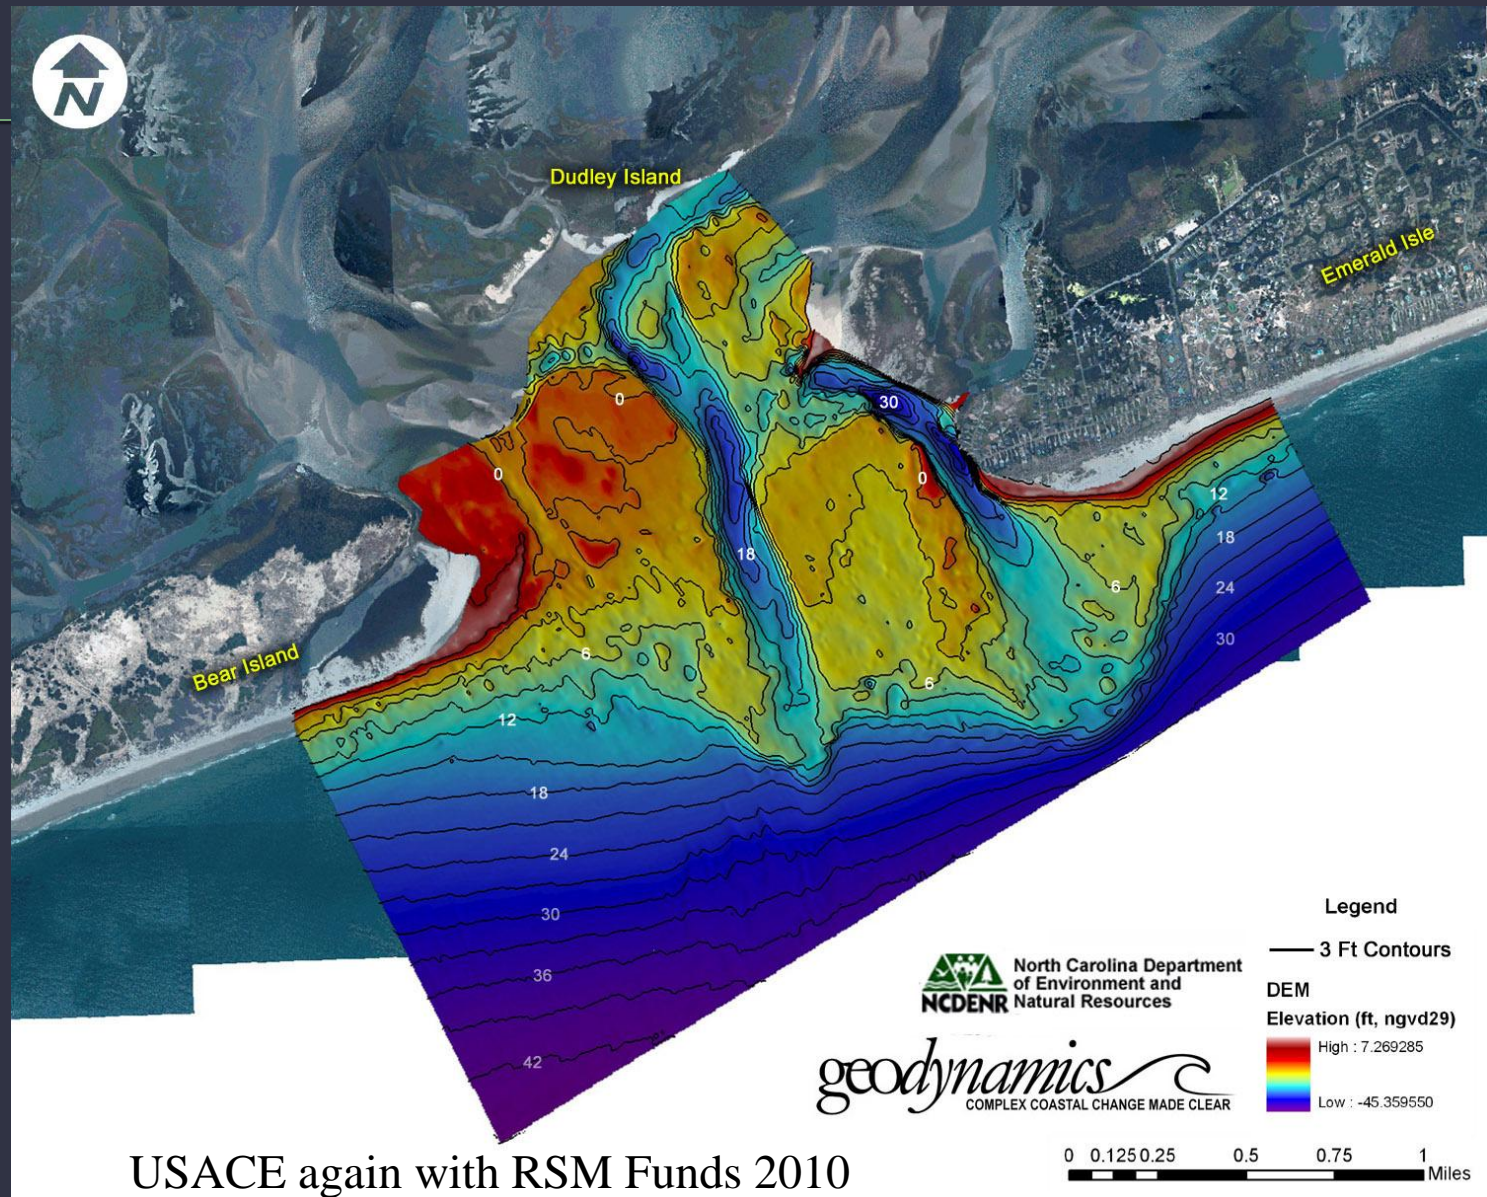 N
Dudley Island
Emerald Isle
Bear Island
0
30
0
0
12
18
18
6
24
30
6
6
12
18
24
30
36
42
Legend
3 Ft Contours
DEM
Elevation (ft, ngvd29)
High : 7.269285
Low : -45.359550
NCDENR
North Carolina Department
of Environment and
Natural Resources
geodynamics
COMPLEX COASTAL CHANGE MADE CLEAR
0 0.125 0.25 0.5 0.75 1
Miles
USACE again with RSM Funds 2010